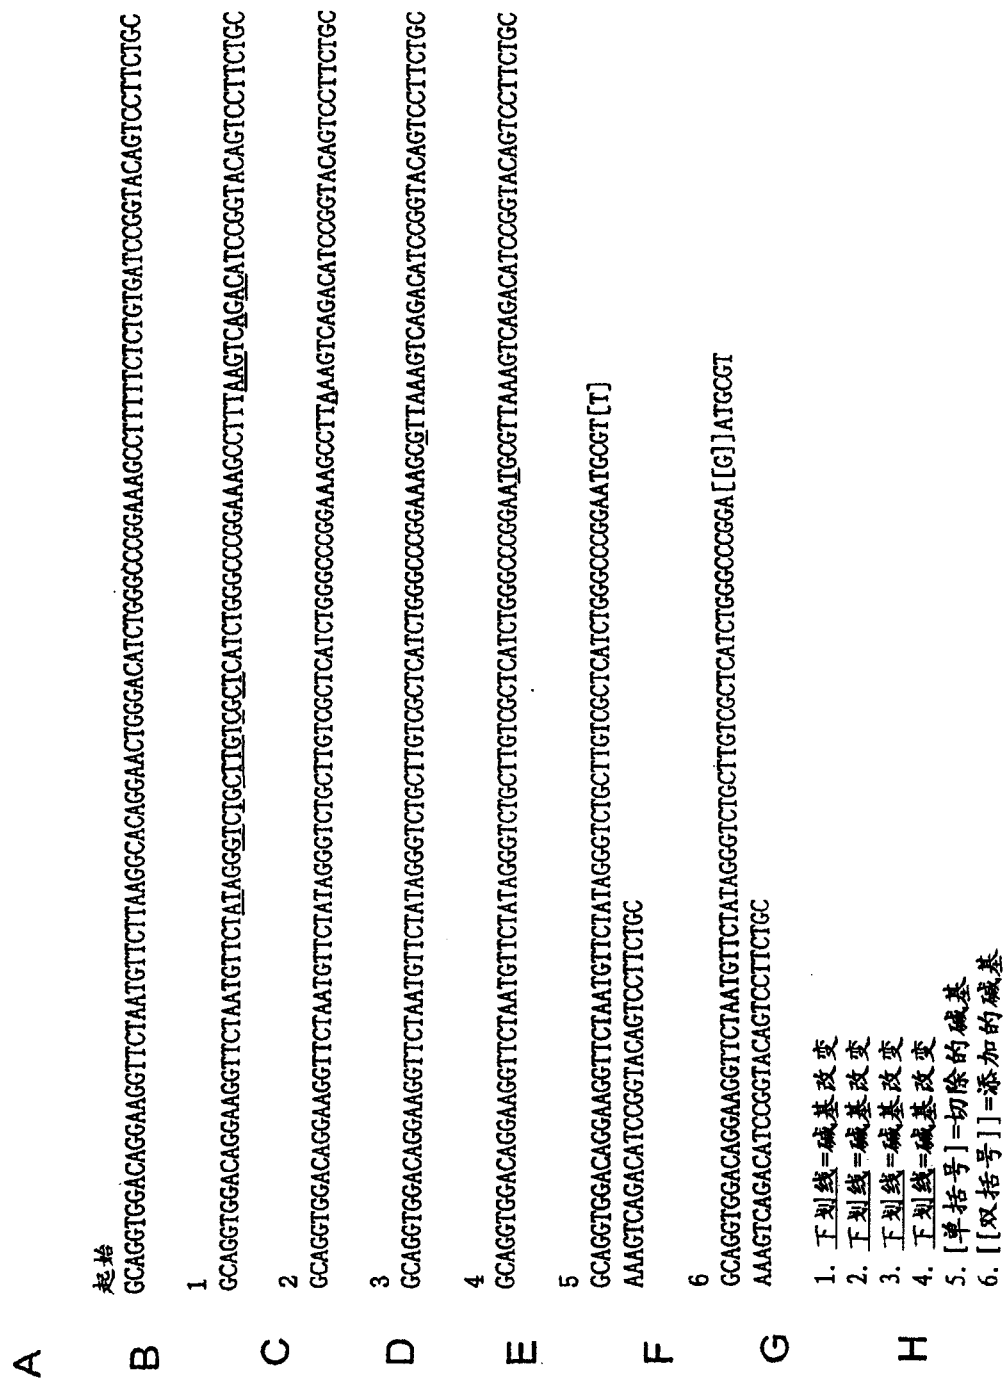 A
起始
B
GCAGGTGGACAGGAAGGTTCTAATGTTCTTAAGGCACAGGAACTGGGACATCTGGGCCCGGAAAGCCTTTTTCTCTGTGATCCGGTACAGTCCTTCTGC
1
GCAGGTGGACAGGAAGGTTCTAATGTTCTATAGGGTCTGCTTGTCGCTCATCTGGGCCCGGAAAGCCTTTAAGTCAGACATCCGGTACAGTCCTTCTGC
C
2
GCAGGTGGACAGGAAGGTTCTAATGTTCTATAGGGTCTGCTTGTCGCTCATCTGGGCCCGGAAAGCCTTAAAGTCAGACATCCGGTACAGTCCTTCTGC
D
3
GCAGGTGGACAGGAAGGTTCTAATGTTCTATAGGGTCTGCTTGTCGCTCATCTGGGCCCGGAAAGCGTTAAAGTCAGACATCCGGTACAGTCCTTCTGC
E
4
GCAGGTGGACAGGAAGGTTCTAATGTTCTATAGGGTCTGCTTGTCGCTCATCTGGGCCCGGAATGCGTTAAAGTCAGACATCCGGTACAGTCCTTCTGC
F
5
GCAGGTGGACAGGAAGGTTCTAATGTTCTATAGGGTCTGCTTGTCGCTCATCTGGGCCCGGAATGCGT[T]
AAAGTCAGACATCCGGTACAGTCCTTCTGC
G
6
GCAGGTGGACAGGAAGGTTCTAATGTTCTATAGGGTCTGCTTGTCGCTCATCTGGGCCCGGA[[G]]ATGCGT
AAAGTCAGACATCCGGTACAGTCCTTCTGC
H
1. 下划线=碱基改变
2. 下划线=碱基改变
3. 下划线=碱基改变
4. 下划线=碱基改变
5. [单括号]=切除的碱基
6. [[双括号]]=添加的碱基